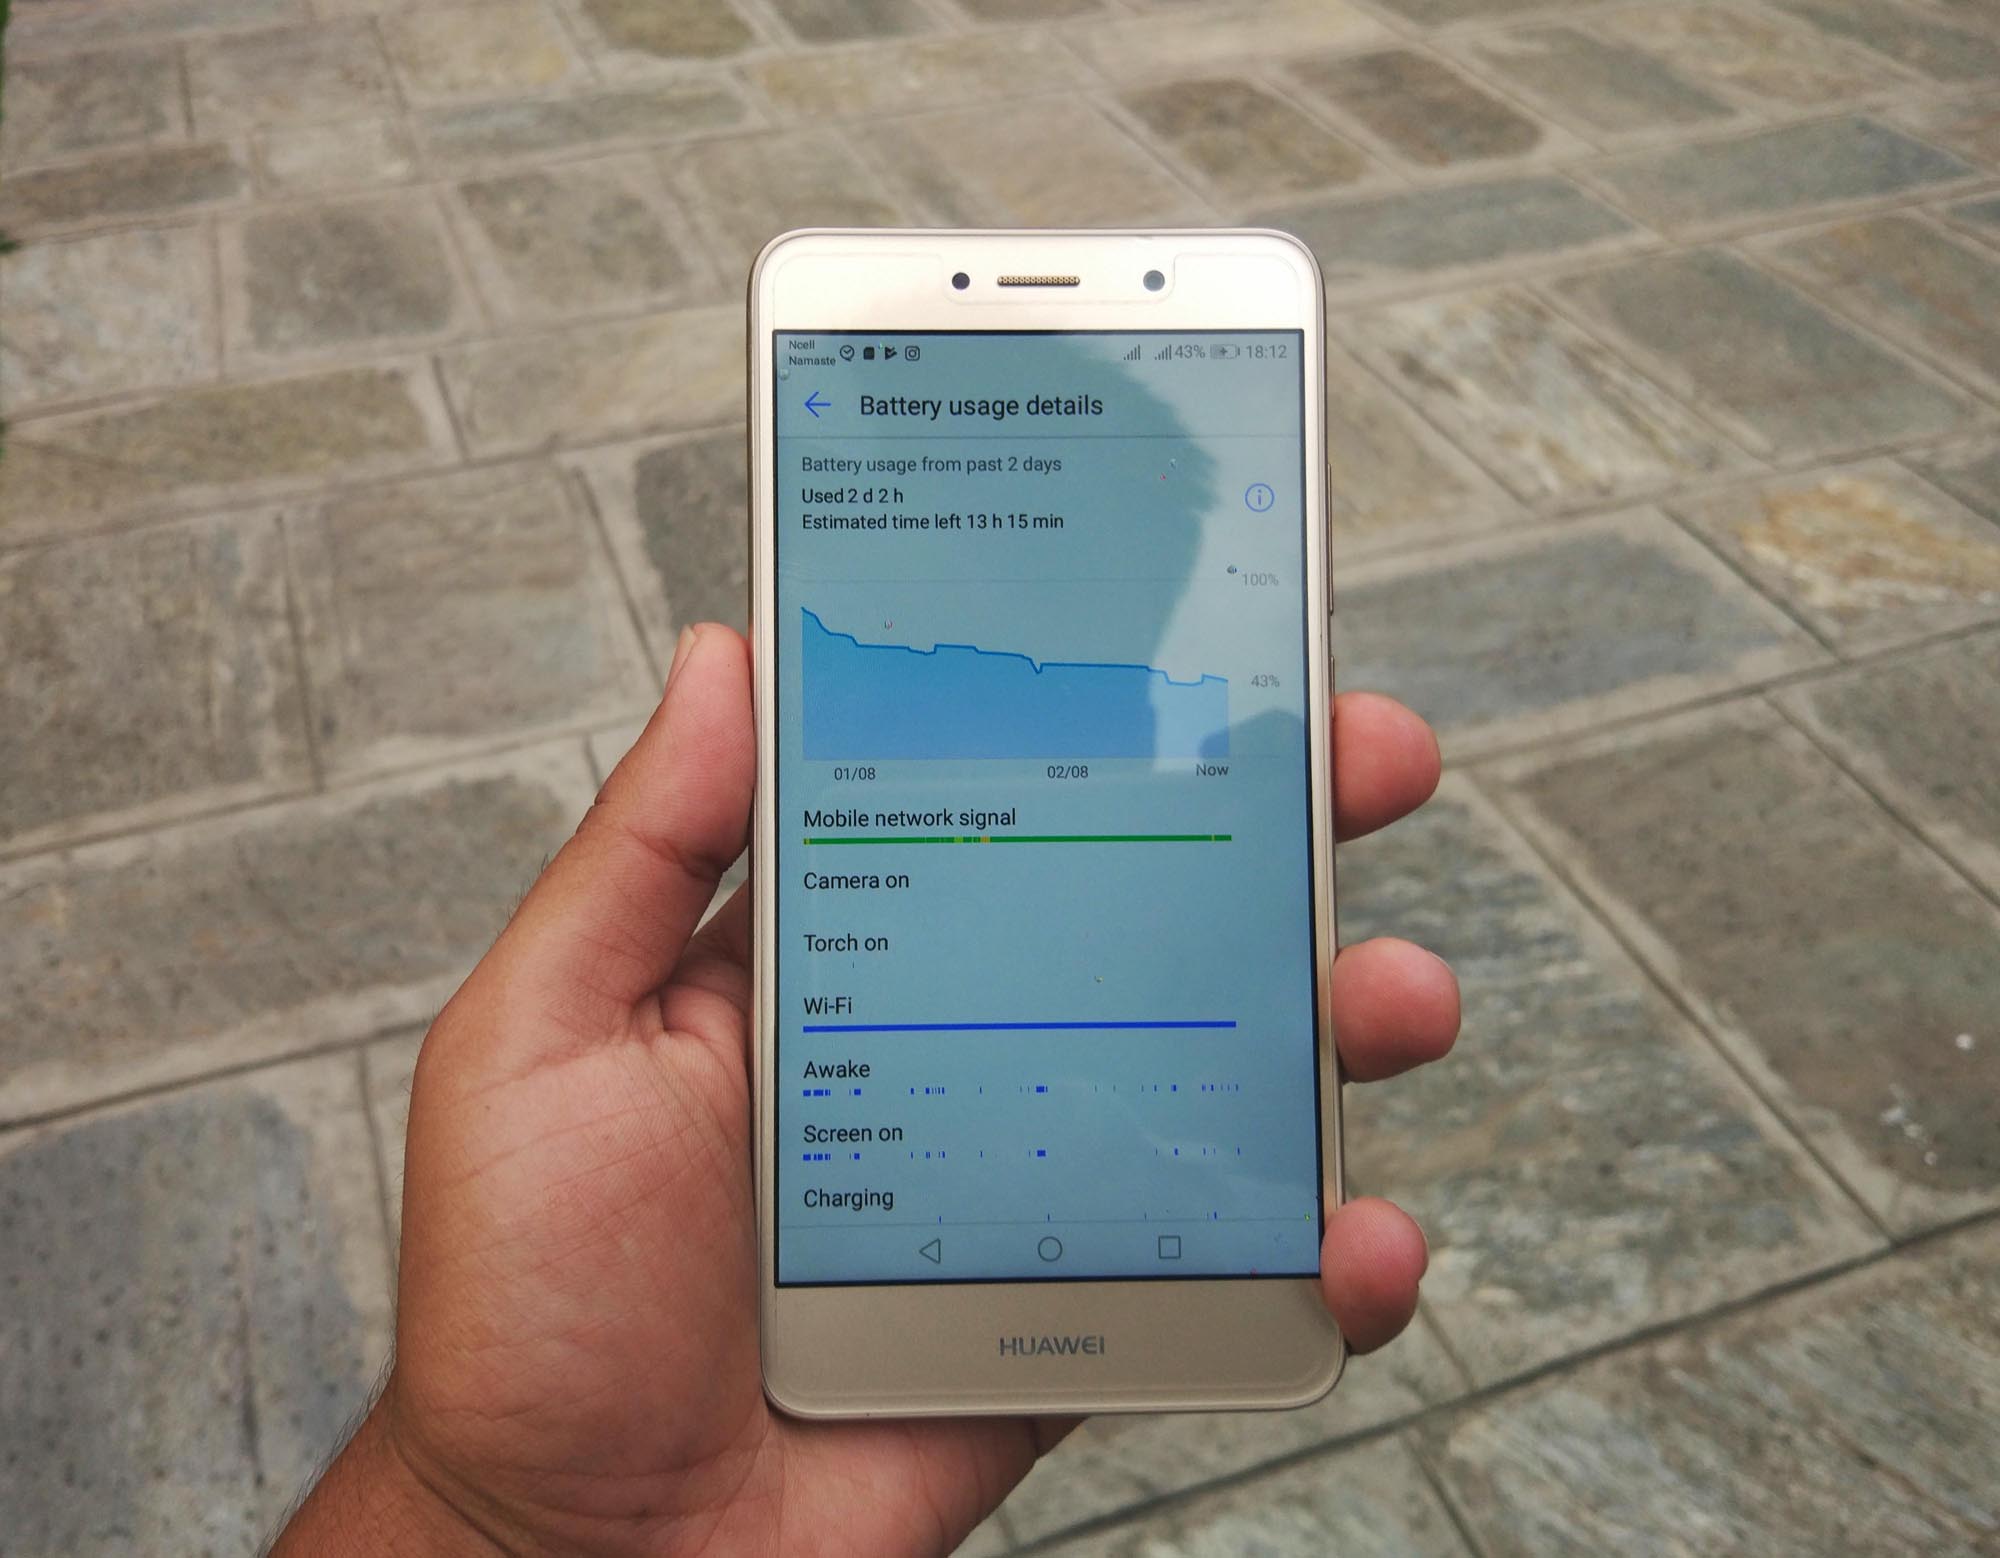 Ncell
Namaste
43% 18:12
Battery usage details
Battery usage from past 2 days
Used 2 d 2 h
Estimated time left 13 h 15 min
100%
43%
01/08 02/08 Now
Mobile network signal
Camera on
Torch on
Wi-Fi
Awake
Screen on
Charging
HUAWEI